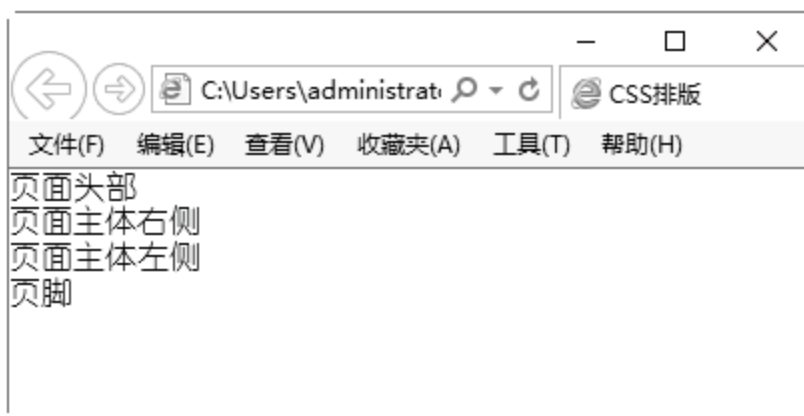 C:\Users\administrat
CSS排版
文件(F) 编辑(E) 查看(V) 收藏夹(A) 工具(T) 帮助(H)
页面头部
页面主体右侧
页面主体左侧
页脚